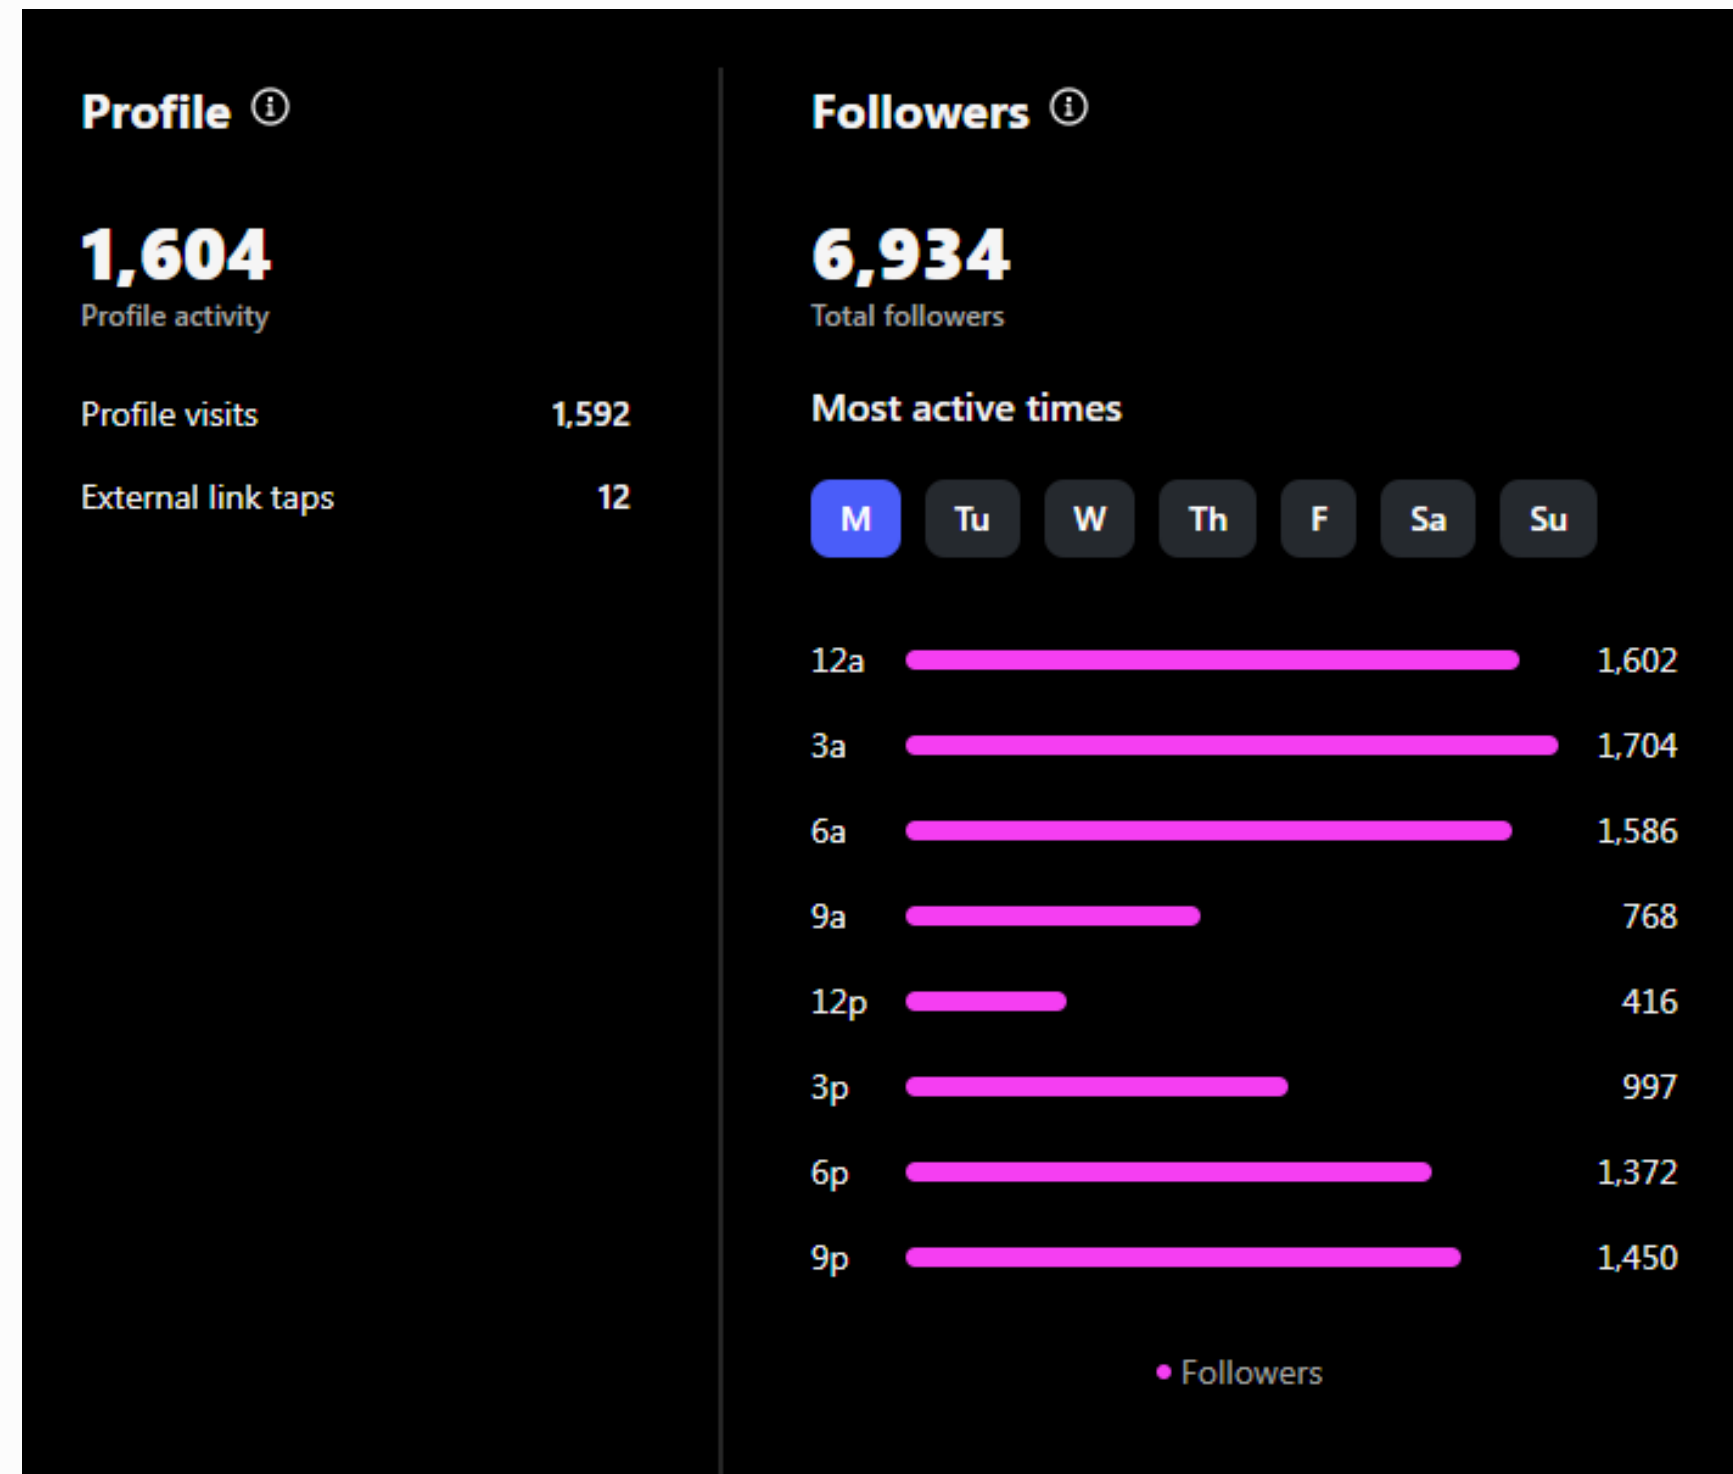 Profile
1,604
Profile activity
Profile visits 1,592
External link taps 12
Followers
6,934
Total followers
Most active times
M Tu W Th F Sa Su
12a 1,602
3a 1,704
6a 1,586
9a 768
12p 416
3p 997
6p 1,372
9p 1,450
Followers